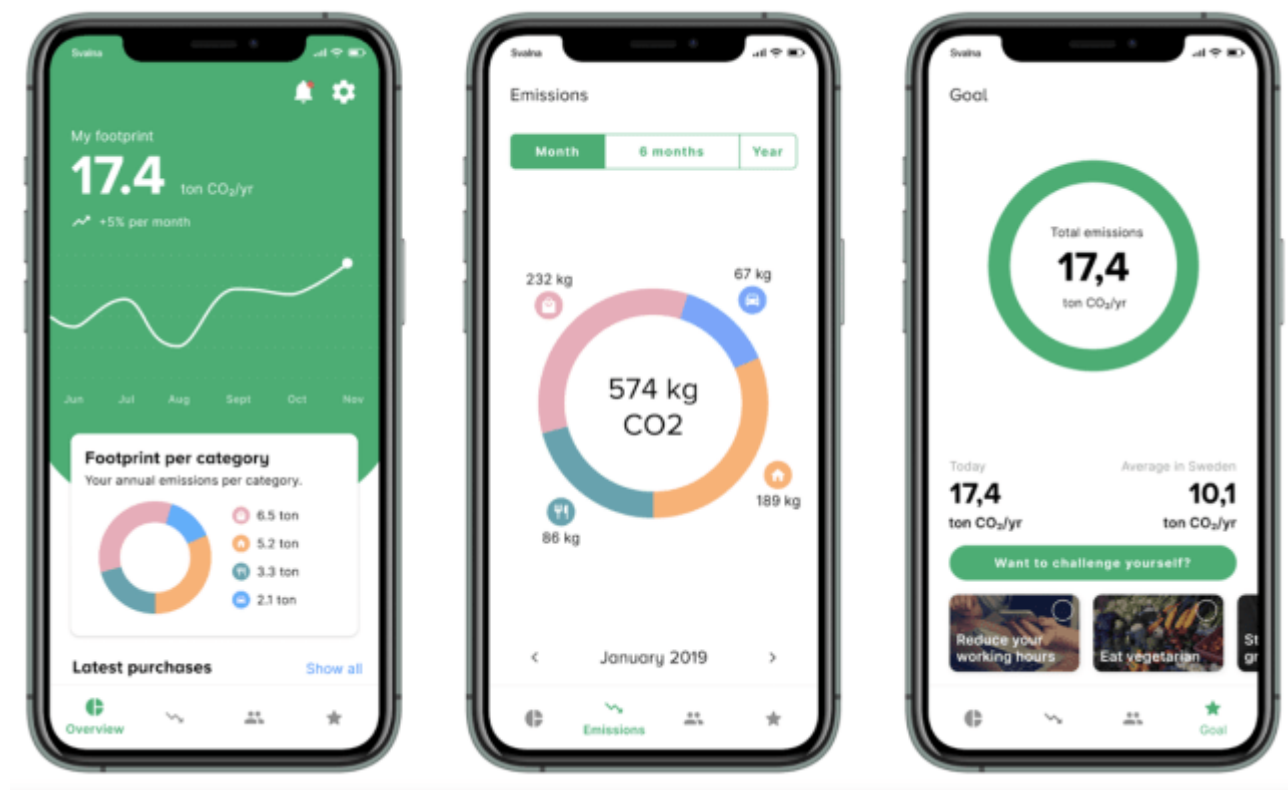 Svalna
My footprint
17.4 ton CO₂/yr
+5% per month
Jun Jul Aug Sept Oct Nov
Footprint per category
Your annual emissions per category.
6.5 ton
5.2 ton
3.3 ton
2.1 ton
Latest purchases Show all
Overview
Svalna
Emissions
Month 6 months Year
232 kg
67 kg
574 kg
CO2
189 kg
86 kg
January 2019
Emissions
Svalna
Goal
Total emissions
17,4
ton CO₂/yr
Today Average in Sweden
17,4 10,1
ton CO₂/yr ton CO₂/yr
Want to challenge yourself?
Reduce your
working hours
Eat vegetarian
St
gr
Goal